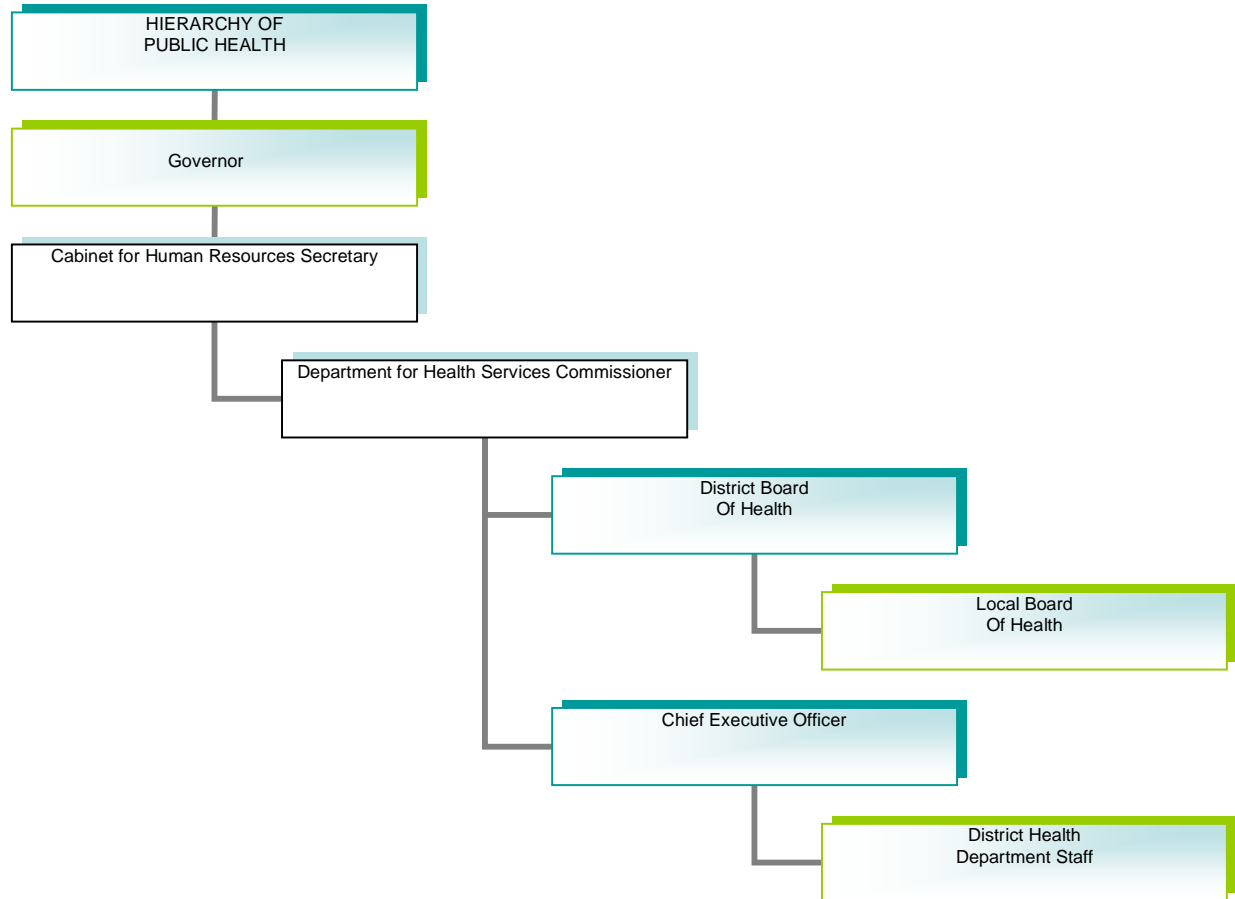 HIERARCHY OF
PUBLIC HEALTH
Governor
Cabinet for Human Resources Secretary
Department for Health Services Commissioner
District Board
Of Health
Local Board
Of Health
Chief Executive Officer
District Health
Department Staff